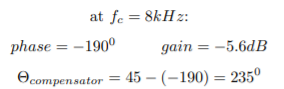 at f_c = 8kHz:
phase = −190⁰ gain = −5.6dB
Θ_compensator = 45 − (−190) = 235⁰